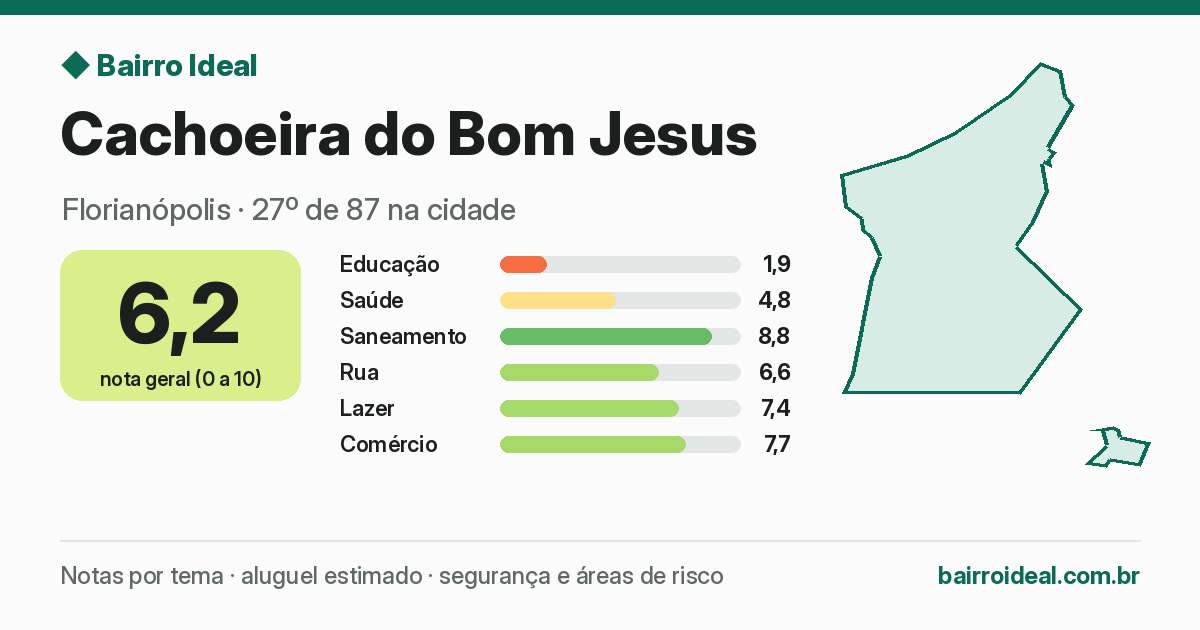 Bairro Ideal
Cachoeira do Bom Jesus
Florianópolis · 27º de 87 na cidade
6,2
nota geral (0 a 10)
Educação 1,9
Saúde 4,8
Saneamento 8,8
Rua 6,6
Lazer 7,4
Comércio 7,7
Notas por tema · aluguel estimado · segurança e áreas de risco
bairroideal.com.br